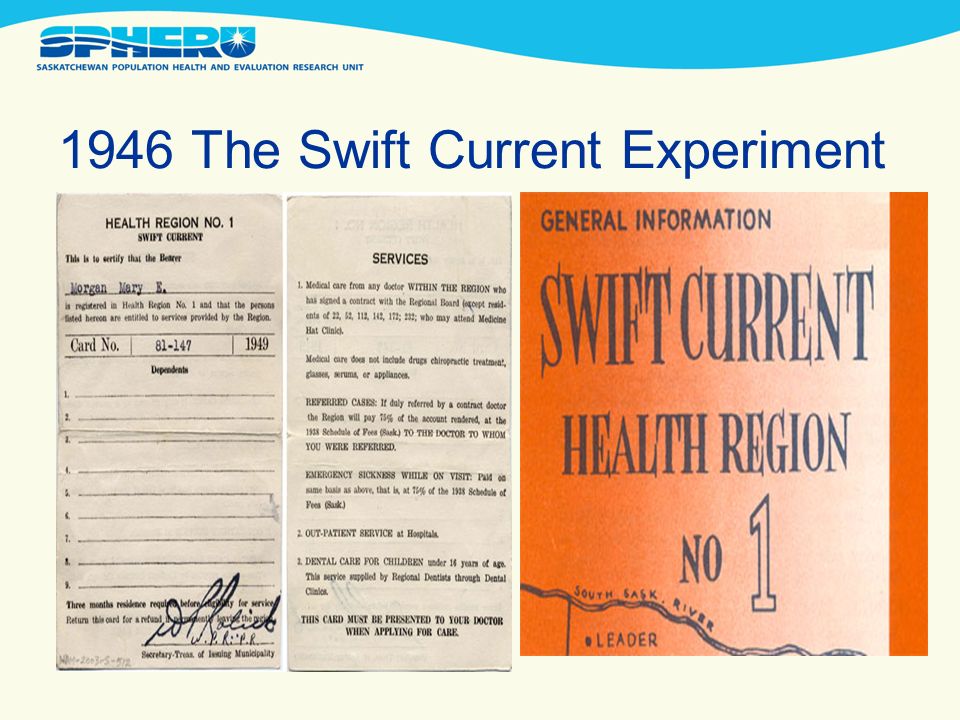 SPHERU
SASKATCHEWAN POPULATION HEALTH AND EVALUATION RESEARCH UNIT
1946 The Swift Current Experiment
HEALTH REGION NO. 1
SWIFT CURRENT
This is to certify that the Bearer
Morgan Mary E.
is registered in Health Region No. 1 and that the persons
listed hereon are entitled to services provided by the Region.
Card No. 81-147 1949
Dependents
1.
2.
3.
4.
5.
6.
7.
8.
9.
Three months residence required before eligibility for service
Return this card for a refund if permanently leaving the region
W.P.R.P.R
Secretary-Treas. of Issuing Municipality
SERVICES
1. Medical care from any doctor WITHIN THE REGION who
has signed a contract with the Regional Board (except resid-
ents of 22, 52, 112, 142, 172; 232; who may attend Medicine
Hat Clinic).
Medical care does not include drugs chiropractic treatment,
glasses, serums, or appliances.
REFERRED CASES: If duly referred by a contract doctor
the Region will pay 75% of the account rendered, at the
1938 Schedule of Fees (Sask.) TO THE DOCTOR TO WHOM
YOU WERE REFERRED.
EMERGENCY SICKNESS WHILE ON VISIT: Paid on
same basis as above, that is, at 75% of the 1938 Schedule of
Fees (Sask)
2. OUT-PATIENT SERVICE at Hospitals.
3. DENTAL CARE FOR CHILDREN under 16 years of age.
This service supplied by Regional Dentists through Dental
Clinics.
THIS CARD MUST BE PRESENTED TO YOUR DOCTOR
WHEN APPLYING FOR CARE.
GENERAL INFORMATION
SWIFT CURRENT
HEALTH REGION
NO 1
SOUTH SASK. RIVER
LEADER